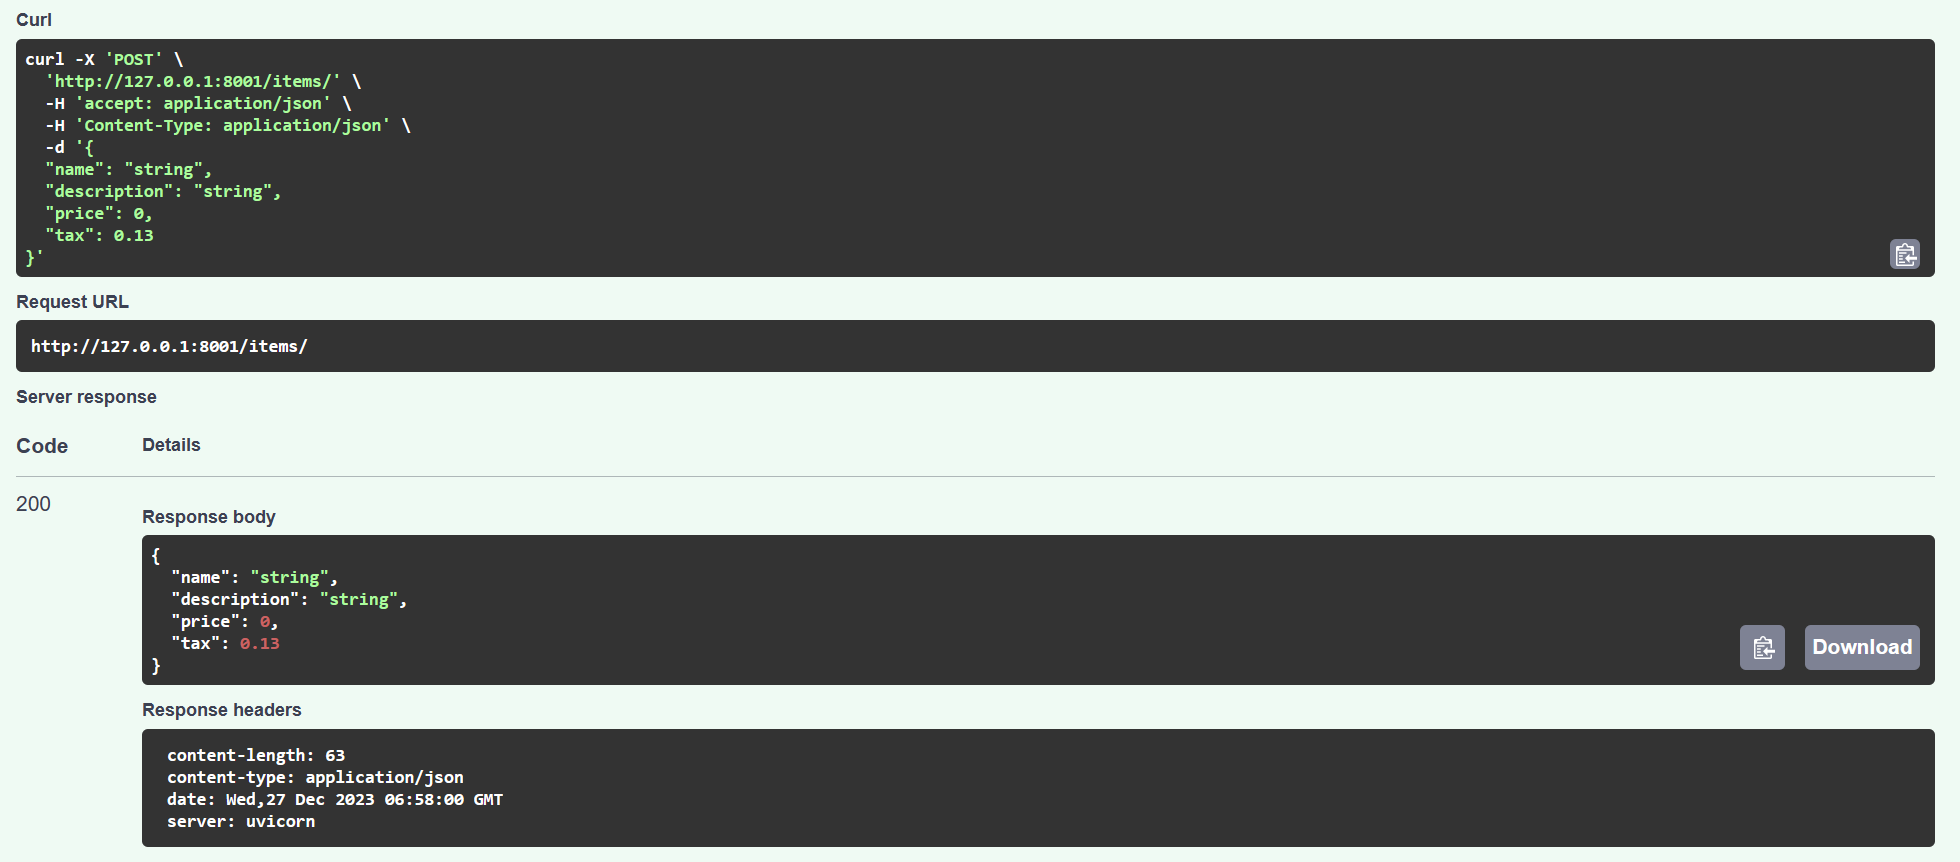 Curl
curl -X 'POST' \
  'http://127.0.0.1:8001/items/' \
  -H 'accept: application/json' \
  -H 'Content-Type: application/json' \
  -d '{
  "name": "string",
  "description": "string",
  "price": 0,
  "tax": 0.13
}'
Request URL
http://127.0.0.1:8001/items/
Server response
Code Details
200
Response body
{
  "name": "string",
  "description": "string",
  "price": 0,
  "tax": 0.13
}
Download
Response headers
content-length: 63
content-type: application/json
date: Wed,27 Dec 2023 06:58:00 GMT
server: uvicorn